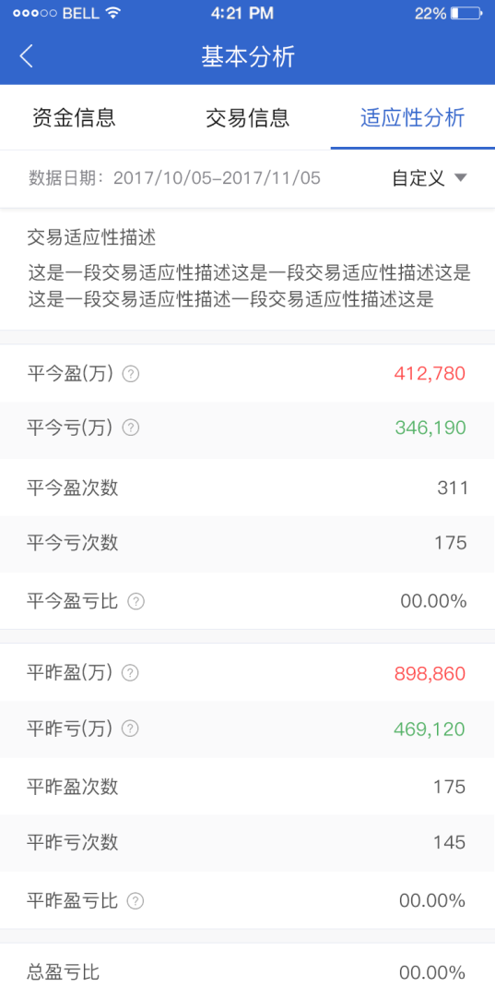 BELL 4:21 PM 22%
基本分析
资金信息 交易信息 适应性分析
数据日期：2017/10/05-2017/11/05 自定义
交易适应性描述
这是一段交易适应性描述这是一段交易适应性描述这是
这是一段交易适应性描述一段交易适应性描述这是
平今盈(万) ? 412,780
平今亏(万) ? 346,190
平今盈次数 311
平今亏次数 175
平今盈亏比 ? 00.00%
平昨盈(万) ? 898,860
平昨亏(万) ? 469,120
平昨盈次数 175
平昨亏次数 145
平昨盈亏比 ? 00.00%
总盈亏比 00.00%